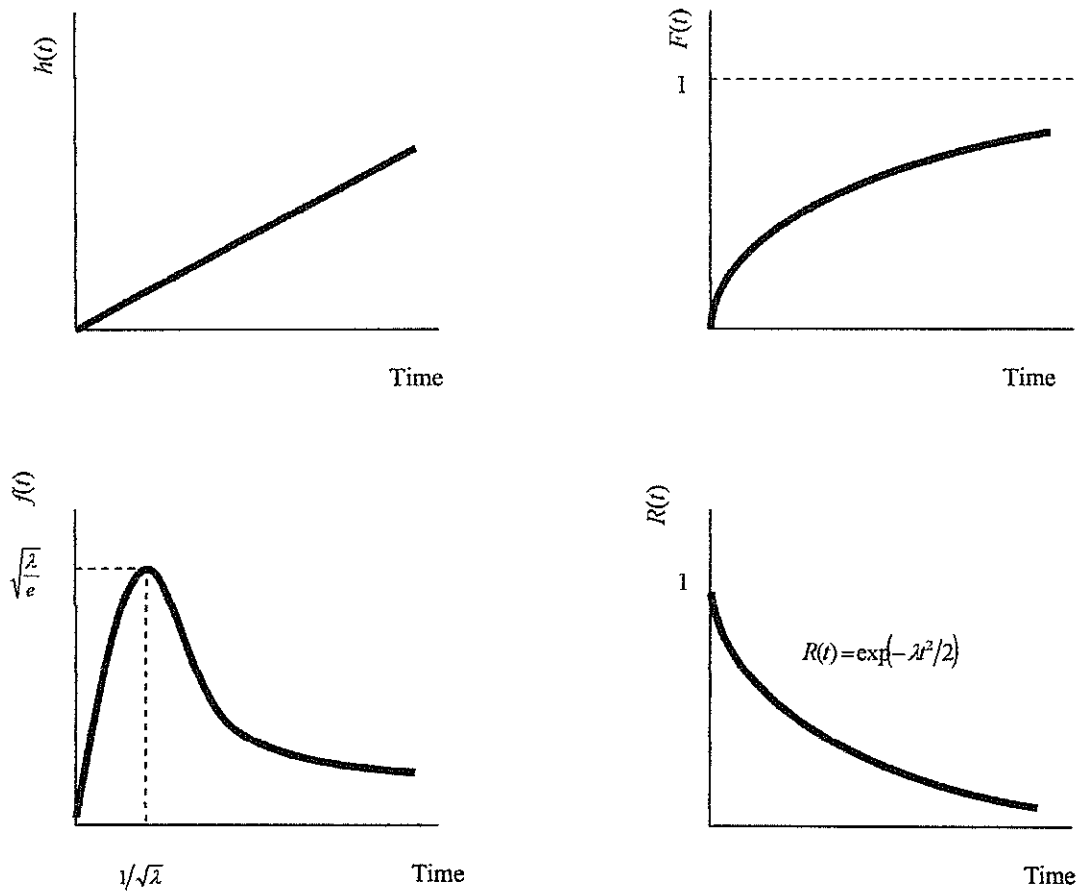 h(t)
Time
F(t)
1
Time
f(t)
√(λ/e)
1/√λ
Time
R(t)
1
R(t) = exp(-λt²/2)
Time